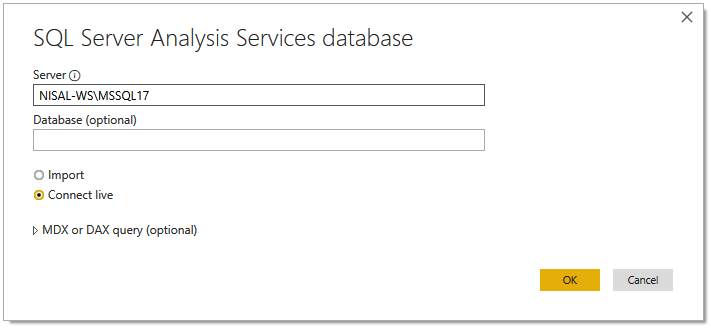 SQL Server Analysis Services database
Server
NISAL-WS\MSSQL17
Database (optional)
Import
Connect live
MDX or DAX query (optional)
OK
Cancel